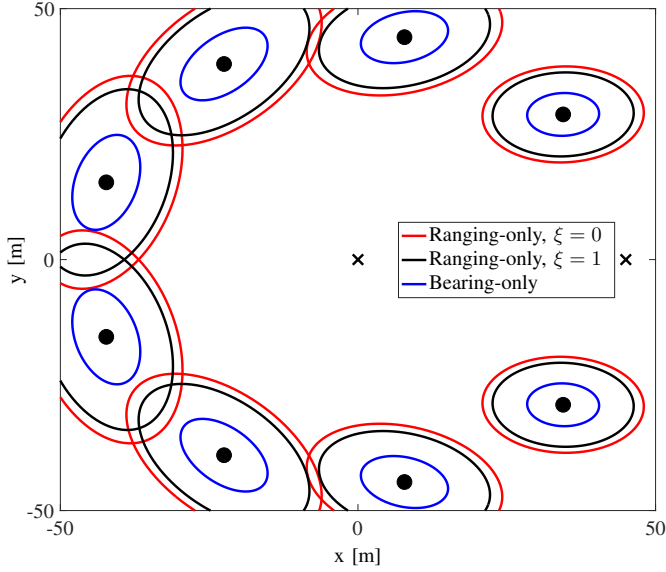 50
y [m]
0
Ranging-only, ξ = 0
Ranging-only, ξ = 1
Bearing-only
-50
-50 0 50
x [m]